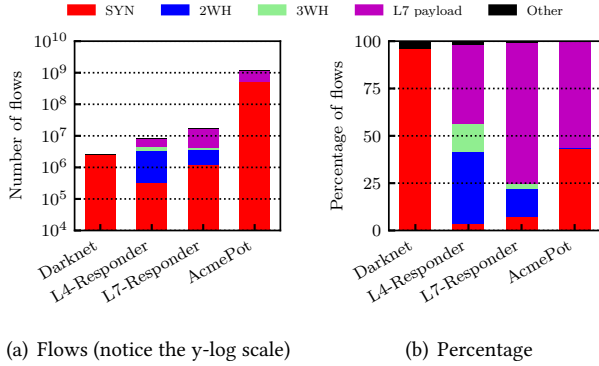 SYN 2WH 3WH L7 payload Other
Number of flows
10^10
10^9
10^8
10^7
10^6
10^5
10^4
Darknet
L4-Responder
L7-Responder
AcmePot
(a) Flows (notice the y-log scale)
Percentage of flows
100
75
50
25
0
Darknet
L4-Responder
L7-Responder
AcmePot
(b) Percentage